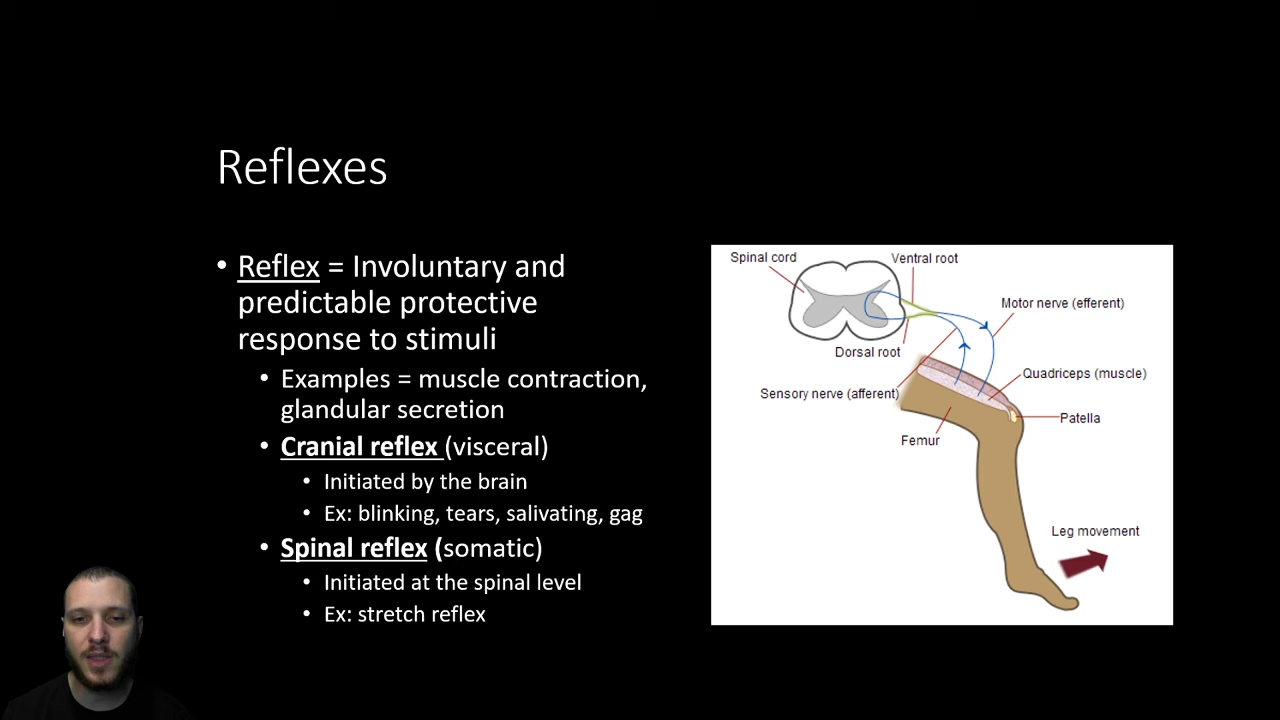 Reflexes
• Reflex = Involuntary and
predictable protective
response to stimuli
• Examples = muscle contraction,
glandular secretion
• Cranial reflex (visceral)
• Initiated by the brain
• Ex: blinking, tears, salivating, gag
• Spinal reflex (somatic)
• Initiated at the spinal level
• Ex: stretch reflex
Spinal cord
Ventral root
Motor nerve (efferent)
Dorsal root
Quadriceps (muscle)
Sensory nerve (afferent)
Patella
Femur
Leg movement